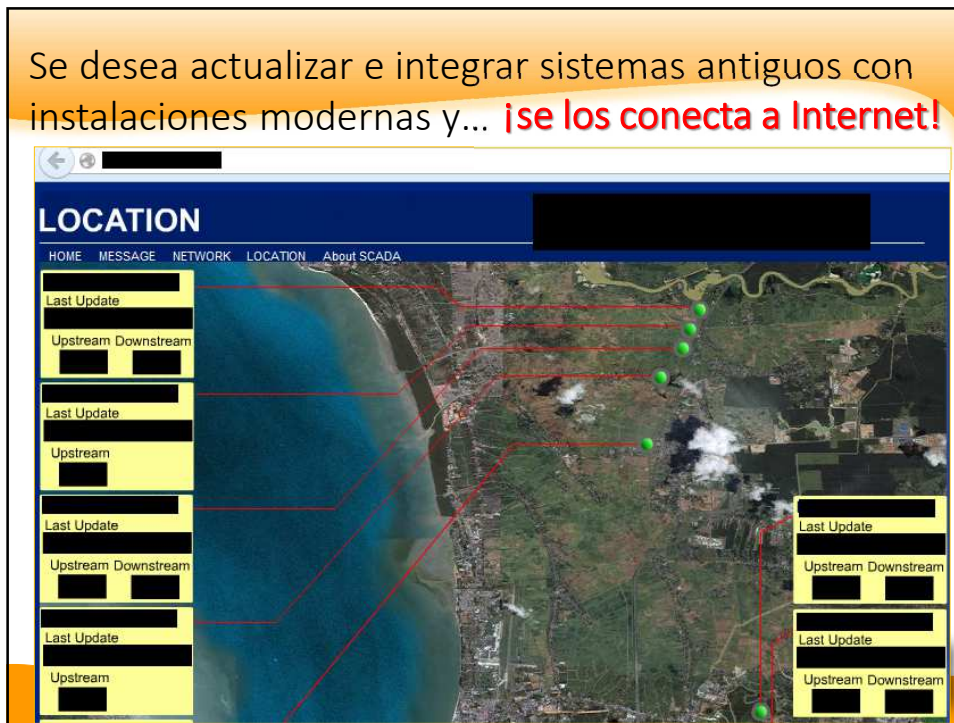 Se desea actualizar e integrar sistemas antiguos con
instalaciones modernas y... ¡se los conecta a Internet!
LOCATION
HOME MESSAGE NETWORK LOCATION About SCADA
Last Update
Upstream Downstream
Last Update
Upstream
Last Update
Upstream Downstream
Last Update
Upstream
Last Update
Upstream Downstream
Last Update
Upstream Downstream